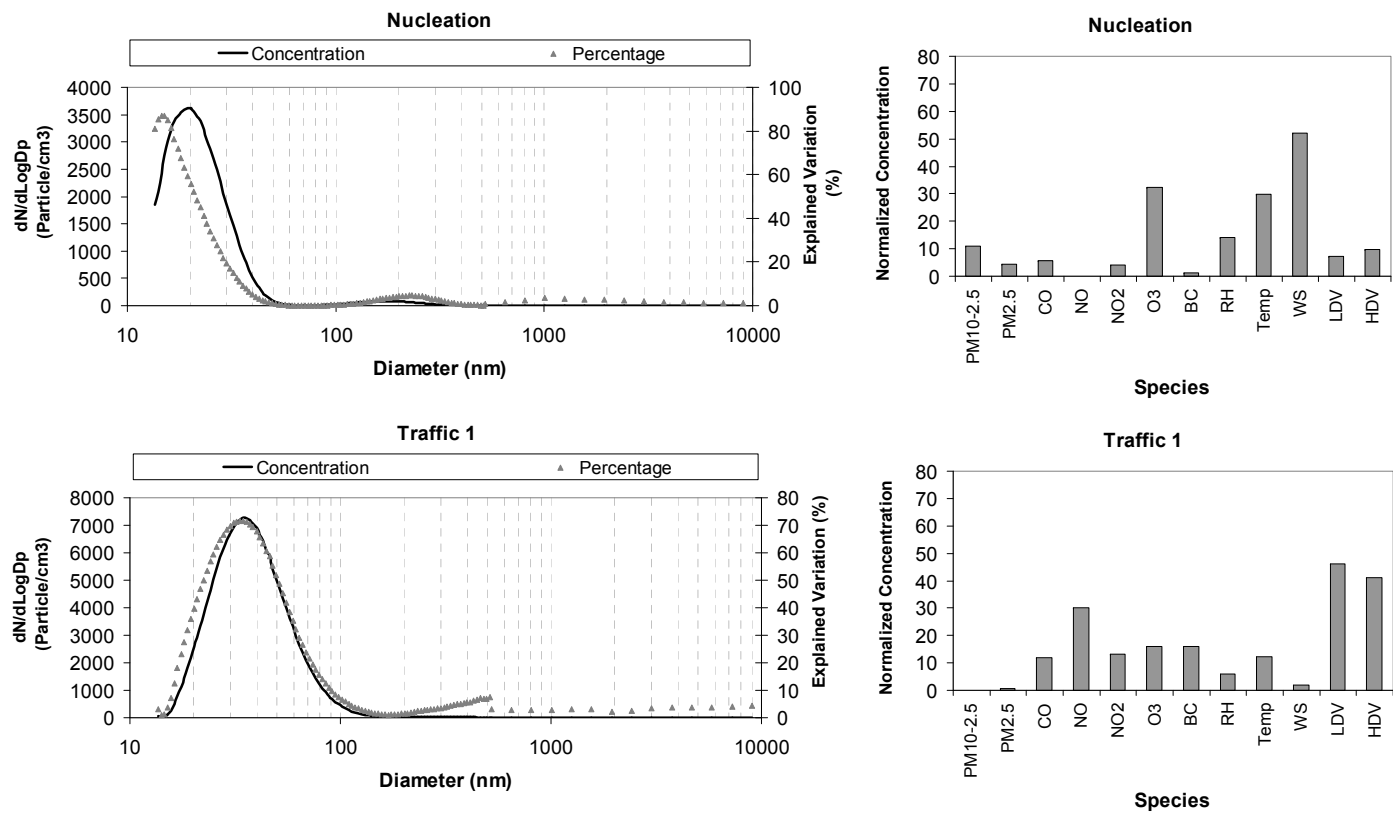 Nucleation
Concentration
Percentage
dN/dLogDp
(Particle/cm3)
4000
3500
3000
2500
2000
1500
1000
500
0
100
80
60
40
20
0
Explained Variation
(%)
10
100
1000
10000
Diameter (nm)
Nucleation
Normalized Concentration
80
70
60
50
40
30
20
10
0
PM10-2.5
PM2.5
CO
NO
NO2
O3
BC
RH
Temp
WS
LDV
HDV
Species
Traffic 1
Concentration
Percentage
dN/dLogDp
(Particle/cm3)
8000
7000
6000
5000
4000
3000
2000
1000
0
80
70
60
50
40
30
20
10
0
Explained Variation (%)
10
100
1000
10000
Diameter (nm)
Traffic 1
Normalized Concentration
80
70
60
50
40
30
20
10
0
PM10-2.5
PM2.5
CO
NO
NO2
O3
BC
RH
Temp
WS
LDV
HDV
Species